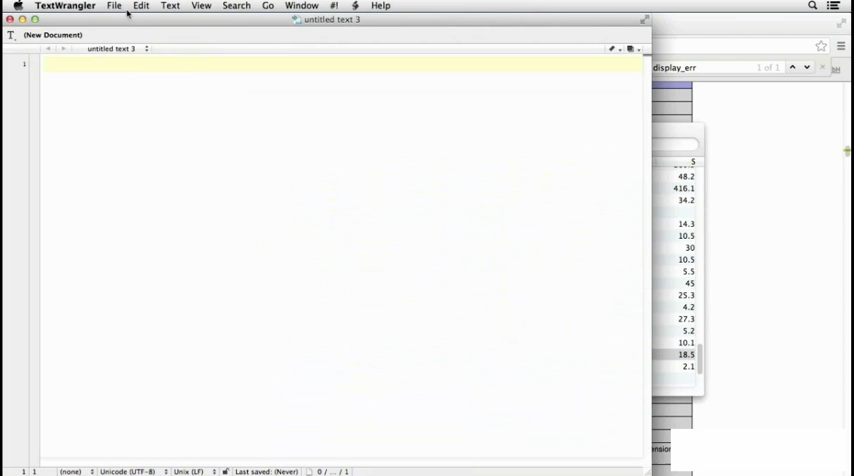 TextWrangler File Edit Text View Search Go Window #! Help
untitled text 3
(New Document)
untitled text 3
display_err 1 of 1
1
S
48.2
416.1
34.2
14.3
10.5
30
10.5
5.5
45
25.3
4.2
27.3
5.2
10.1
18.5
2.1
1 1 (none) Unicode (UTF-8) Unix (LF) Last saved: (Never) 0 / ... / 1